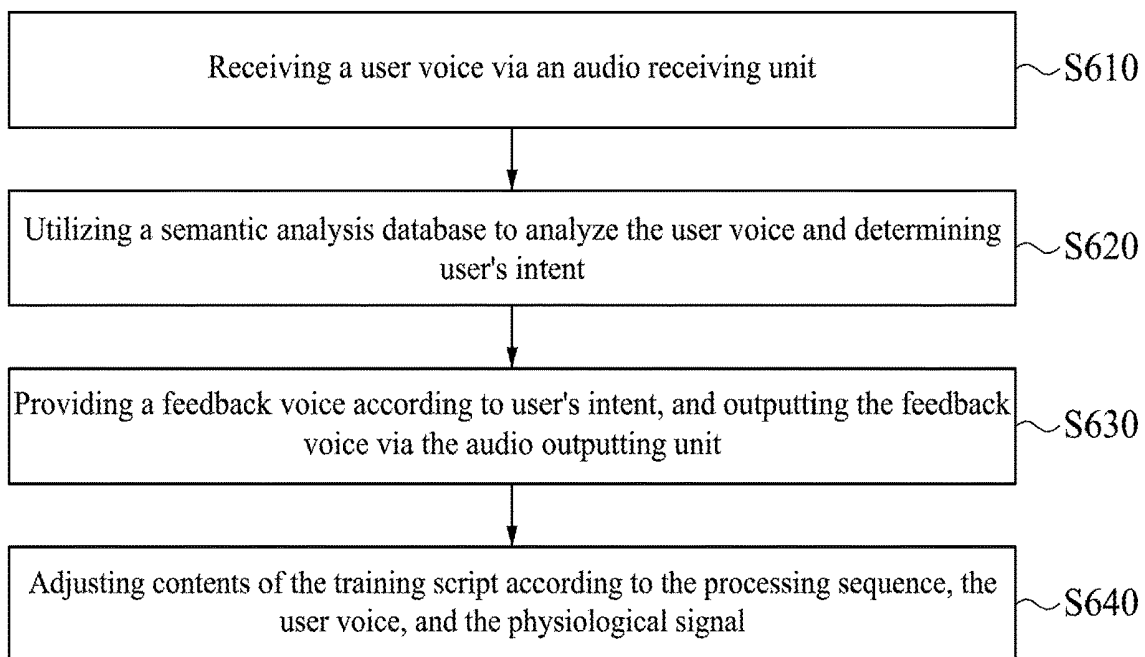 Receiving a user voice via an audio receiving unit
S610
Utilizing a semantic analysis database to analyze the user voice and determining
user's intent
S620
Providing a feedback voice according to user's intent, and outputting the feedback
voice via the audio outputting unit
S630
Adjusting contents of the training script according to the processing sequence, the
user voice, and the physiological signal
S640